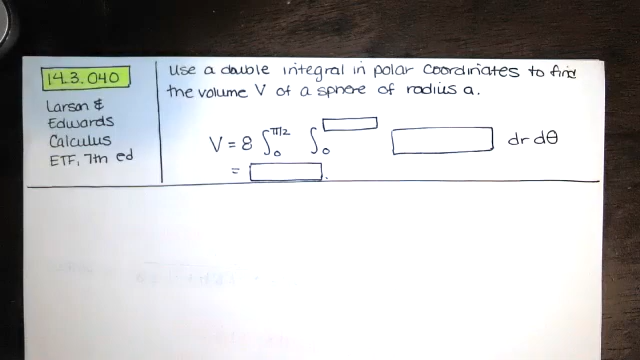 14.3.040
Larson &
Edwards
Calculus
ETF, 7th ed
Use a double integral in polar coordinates to find
the volume V of a sphere of radius a.
V = 8 ∫₀^π/2 ∫₀ dr dθ
= .